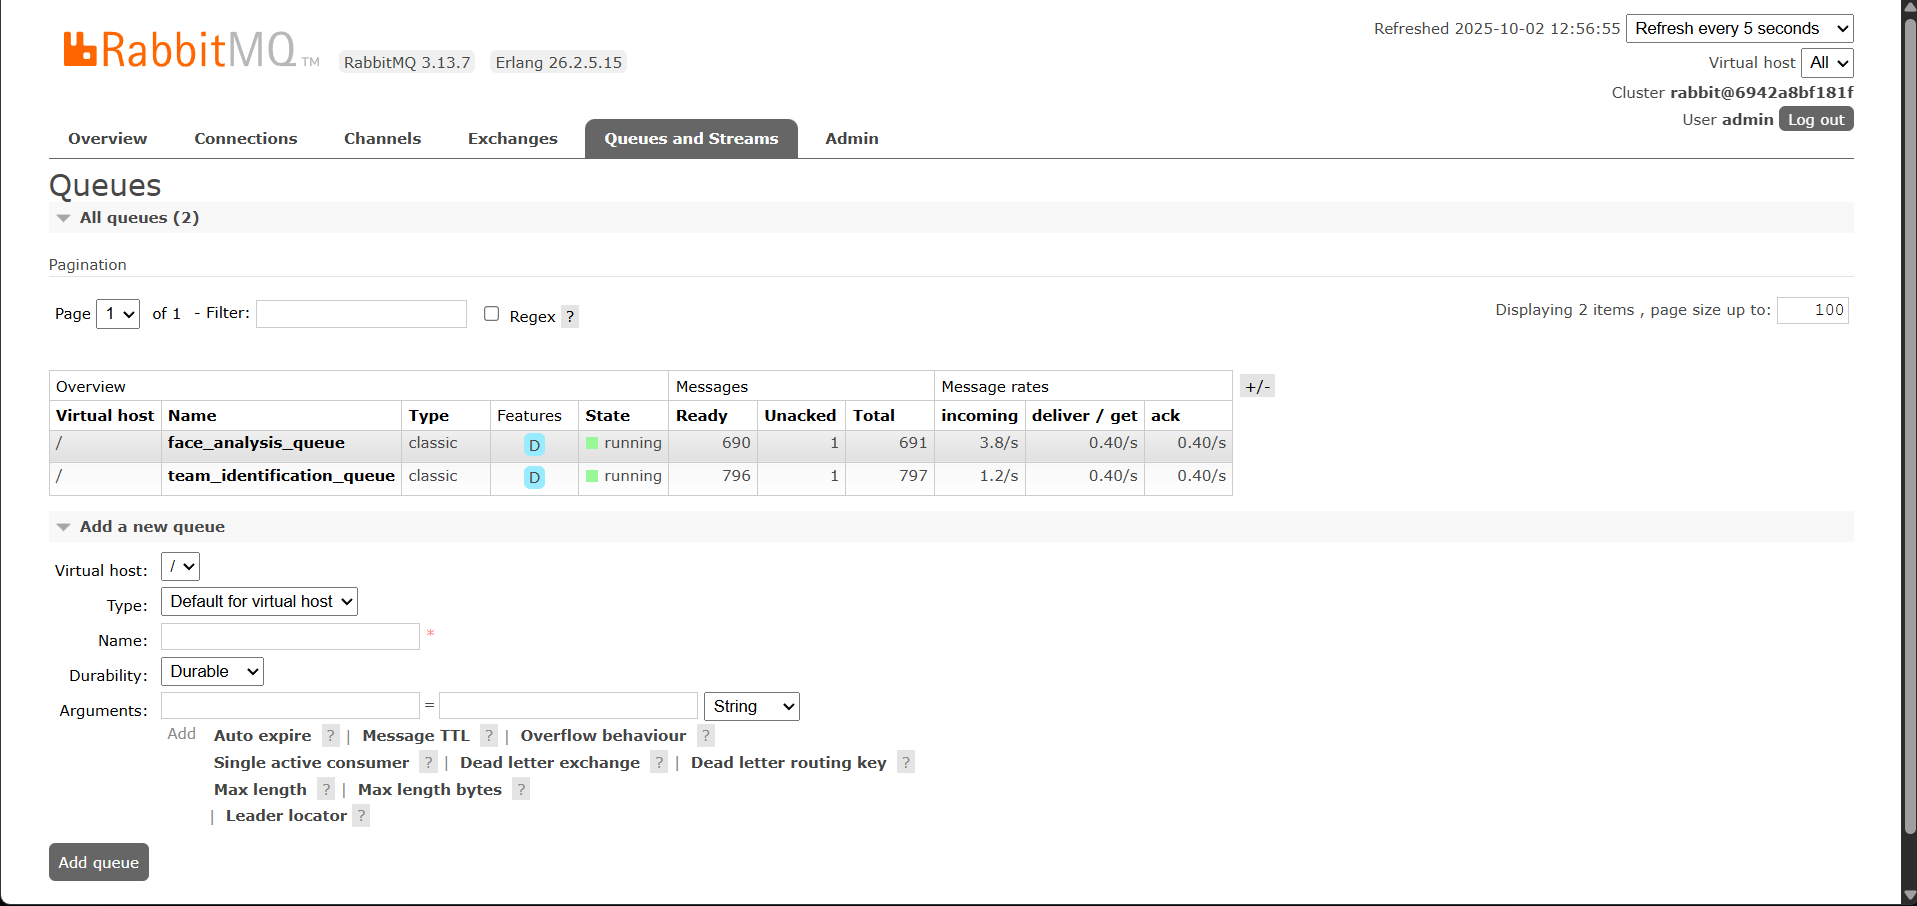 RabbitMQ TM
RabbitMQ 3.13.7 Erlang 26.2.5.15
Refreshed 2025-10-02 12:56:55 Refresh every 5 seconds
Virtual host All
Cluster rabbit@6942a8bf181f
User admin Log out
Overview Connections Channels Exchanges Queues and Streams Admin
Queues
All queues (2)
Pagination
Page 1 of 1 - Filter: Regex ? Displaying 2 items , page size up to: 100
Overview Messages Message rates +/-
Virtual host Name Type Features State Ready Unacked Total incoming deliver / get ack
/ face_analysis_queue classic D running 690 1 691 3.8/s 0.40/s 0.40/s
/ team_identification_queue classic D running 796 1 797 1.2/s 0.40/s 0.40/s
Add a new queue
Virtual host: /
Type: Default for virtual host
Name: *
Durability: Durable
Arguments: = String
Add Auto expire ? | Message TTL ? | Overflow behaviour ?
Single active consumer ? | Dead letter exchange ? | Dead letter routing key ?
Max length ? | Max length bytes ?
| Leader locator ?
Add queue